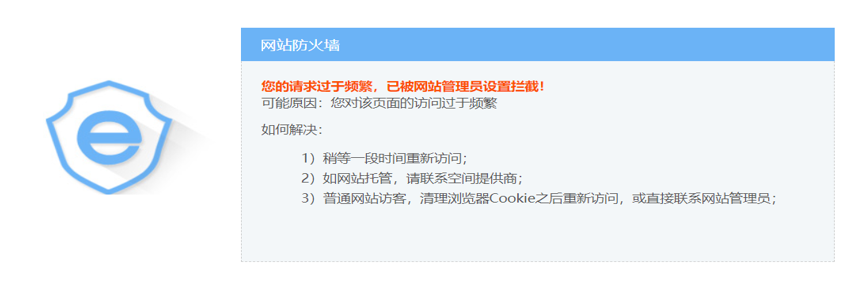 网站防火墙
您的请求过于频繁，已被网站管理员设置拦截！
可能原因：您对该页面的访问过于频繁
如何解决：
1）稍等一段时间重新访问；
2）如网站托管，请联系空间提供商；
3）普通网站访客，清理浏览器Cookie之后重新访问，或直接联系网站管理员；